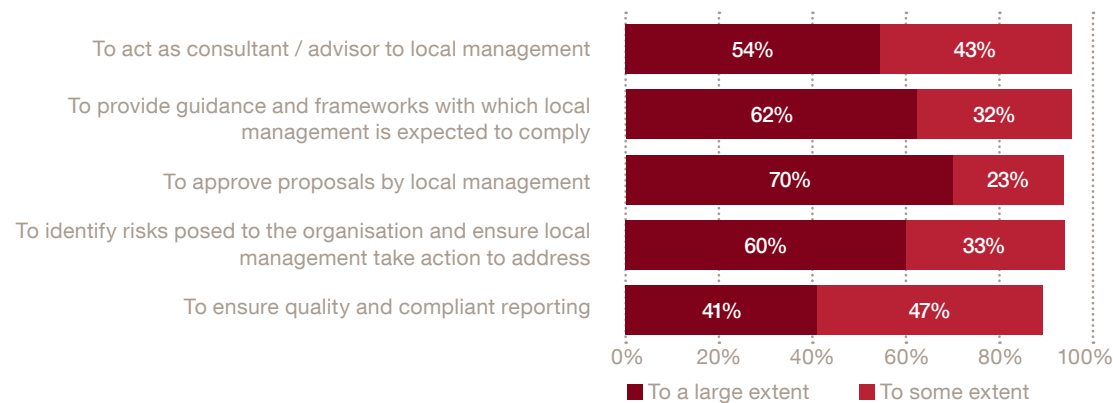 To act as consultant / advisor to local management
54%
43%
To provide guidance and frameworks with which local
management is expected to comply
62%
32%
To approve proposals by local management
70%
23%
To identify risks posed to the organisation and ensure local
management take action to address
60%
33%
To ensure quality and compliant reporting
41%
47%
0%
20%
40%
60%
80%
100%
To a large extent
To some extent